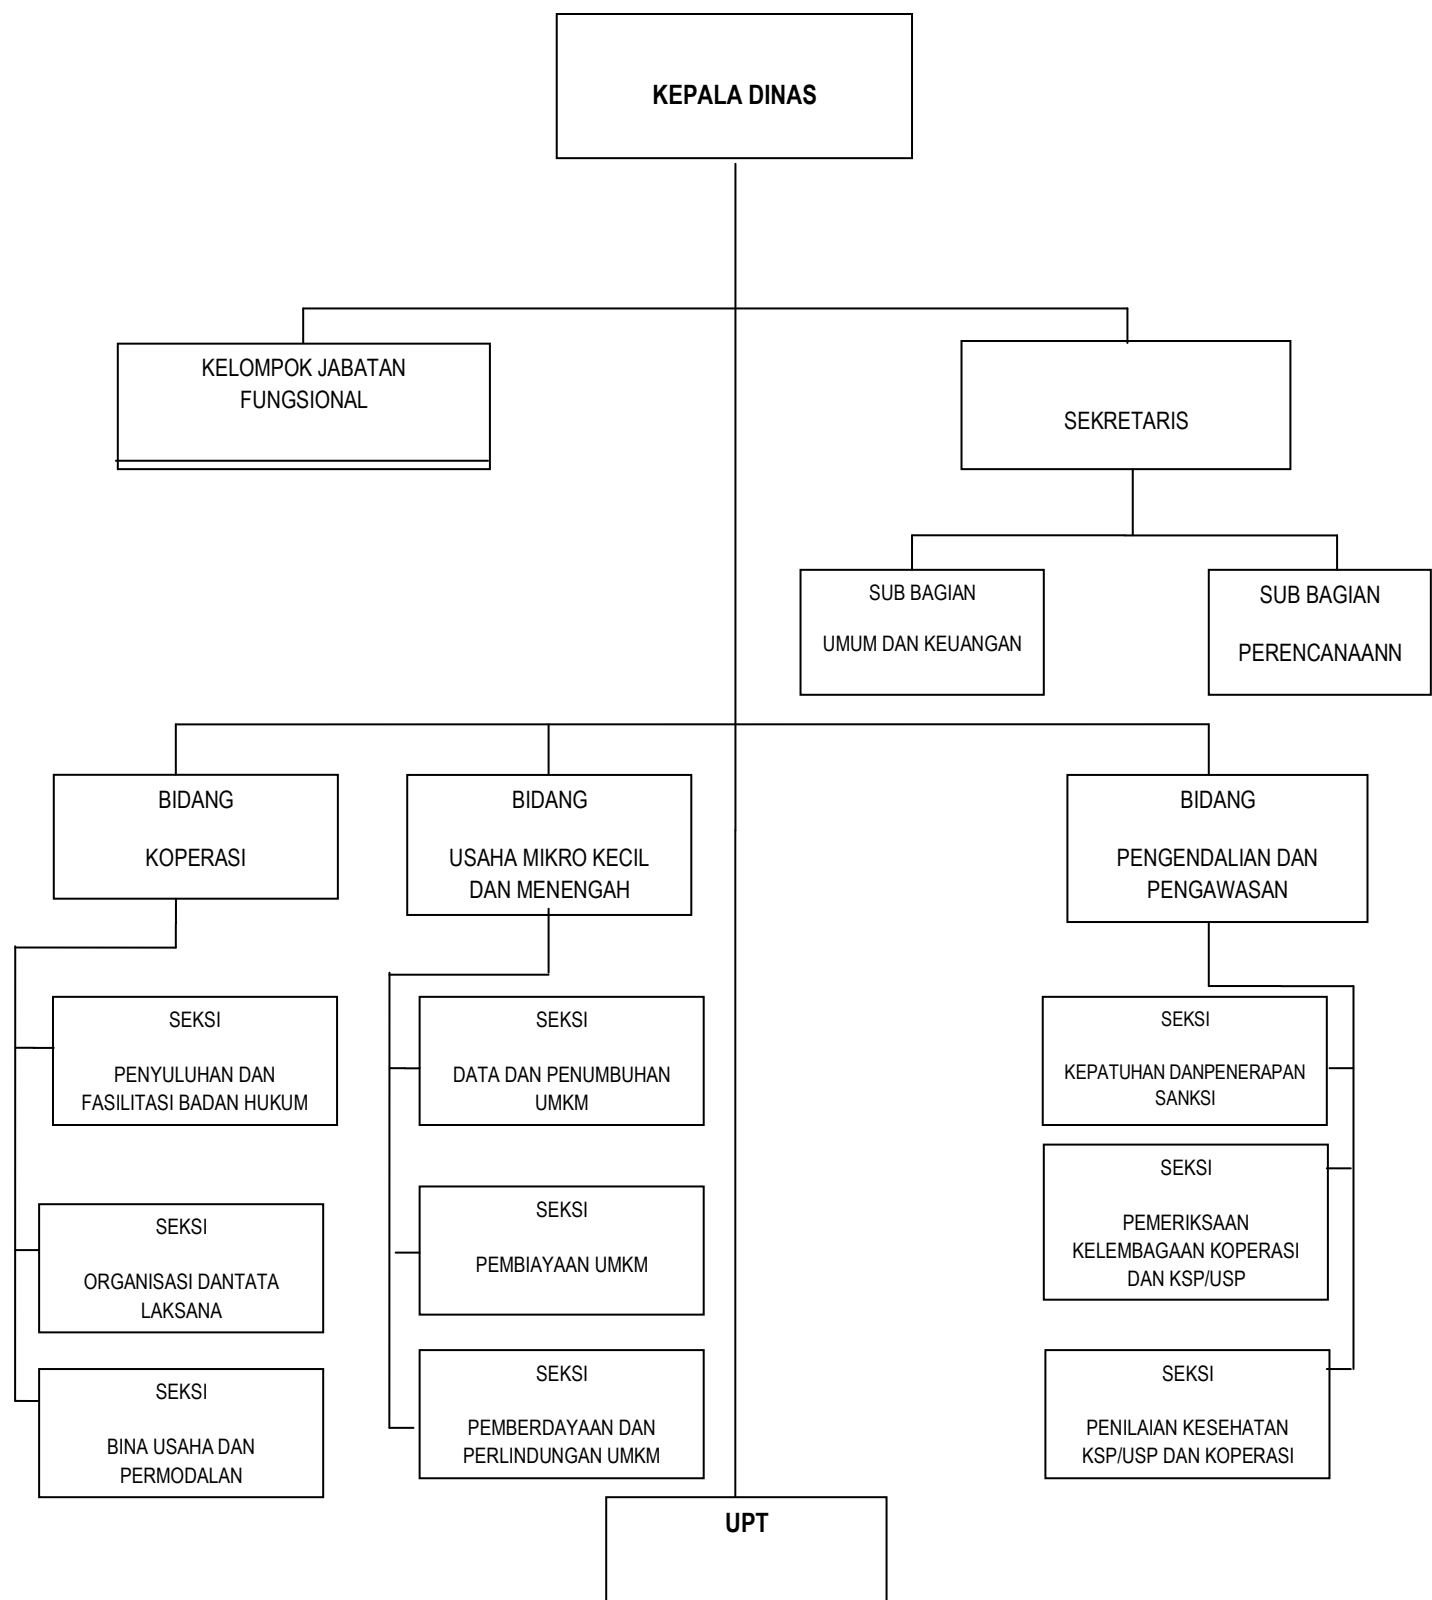 KEPALA DINAS
KELOMPOK JABATAN
FUNGSIONAL
SEKRETARIS
SUB BAGIAN
UMUM DAN KEUANGAN
SUB BAGIAN
PERENCANAANN
BIDANG
KOPERASI
BIDANG
USAHA MIKRO KECIL
DAN MENENGAH
BIDANG
PENGENDALIAN DAN
PENGAWASAN
SEKSI
PENYULUHAN DAN
FASILITASI BADAN HUKUM
SEKSI
DATA DAN PENUMBUHAN
UMKM
SEKSI
KEPATUHAN DANPENERAPAN
SANKSI
SEKSI
ORGANISASI DANTATA
LAKSANA
SEKSI
PEMBIAYAAN UMKM
SEKSI
PEMERIKSAAN
KELEMBAGAAN KOPERASI
DAN KSP/USP
SEKSI
BINA USAHA DAN
PERMODALAN
SEKSI
PEMBERDAYAAN DAN
PERLINDUNGAN UMKM
SEKSI
PENILAIAN KESEHATAN
KSP/USP DAN KOPERASI
UPT